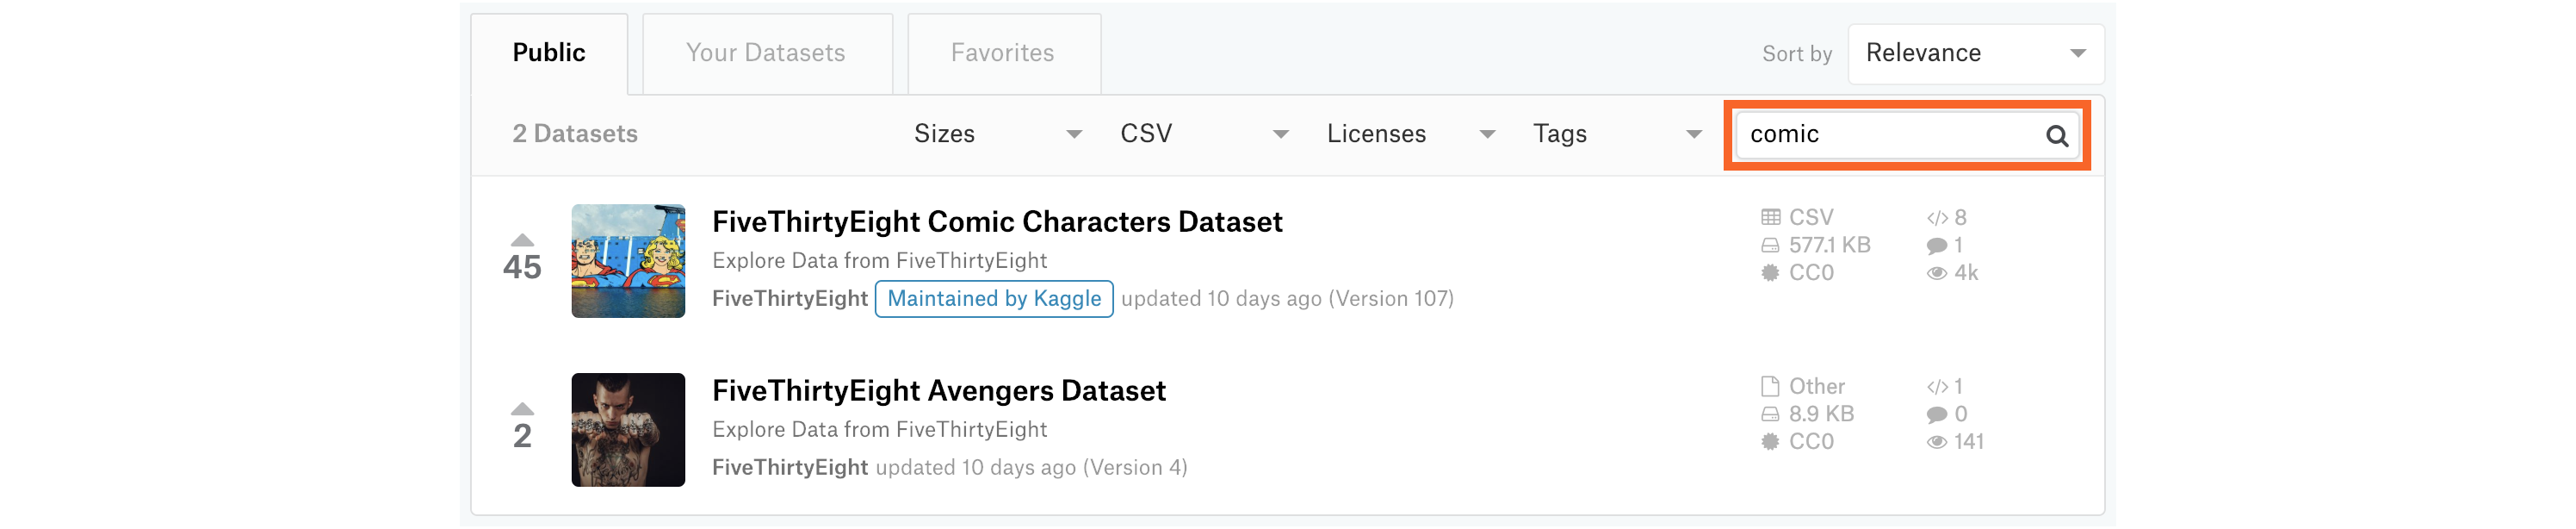 Public
Your Datasets
Favorites
Sort by
Relevance
2 Datasets
Sizes
CSV
Licenses
Tags
comic
45
FiveThirtyEight Comic Characters Dataset
Explore Data from FiveThirtyEight
FiveThirtyEight Maintained by Kaggle updated 10 days ago (Version 107)
CSV
577.1 KB
CC0
</> 8
1
4k
2
FiveThirtyEight Avengers Dataset
Explore Data from FiveThirtyEight
FiveThirtyEight updated 10 days ago (Version 4)
Other
8.9 KB
CC0
</> 1
0
141